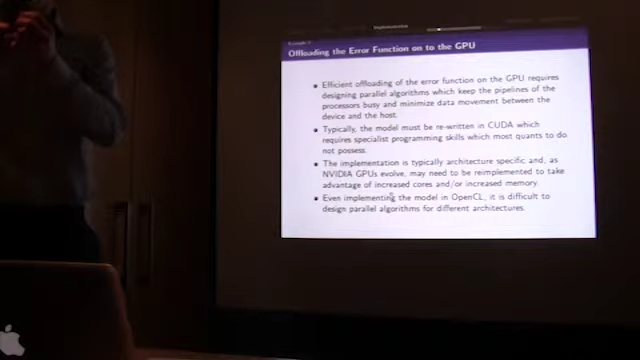 Implementation
Example ?
Offloading the Error Function on to the GPU
• Efficient offloading of the error function on the GPU requires
designing parallel algorithms which keep the pipelines of the
processors busy and minimize data movement between the
device and the host.
• Typically, the model must be re-written in CUDA which
requires specialist programming skills which most quants to do
not possess.
• The implementation is typically architecture specific and, as
NVIDIA GPUs evolve, may need to be reimplemented to take
advantage of increased cores and/or increased memory.
• Even implementing the model in OpenCL, it is difficult to
design parallel algorithms for different architectures.